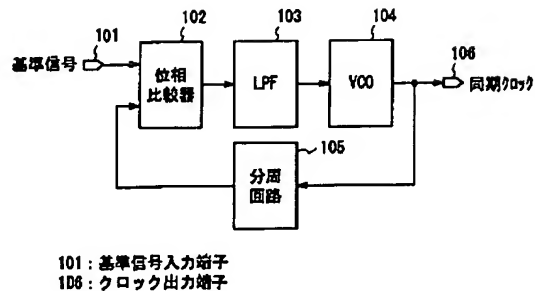 101
102
103
104
106
基準信号
位相
比較器
LPF
VCO
同期クロック
105
分周
回路
101：基準信号入力端子
106：クロック出力端子